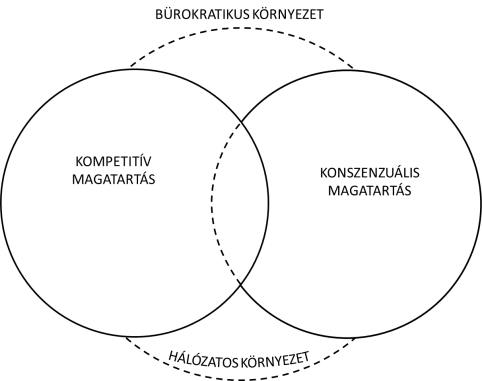 BÜROKRATIKUS KÖRNYEZET
KOMPETITÍV
MAGATARTÁS
KONSZENZUÁLIS
MAGATARTÁS
HÁLÓZATOS KÖRNYEZET